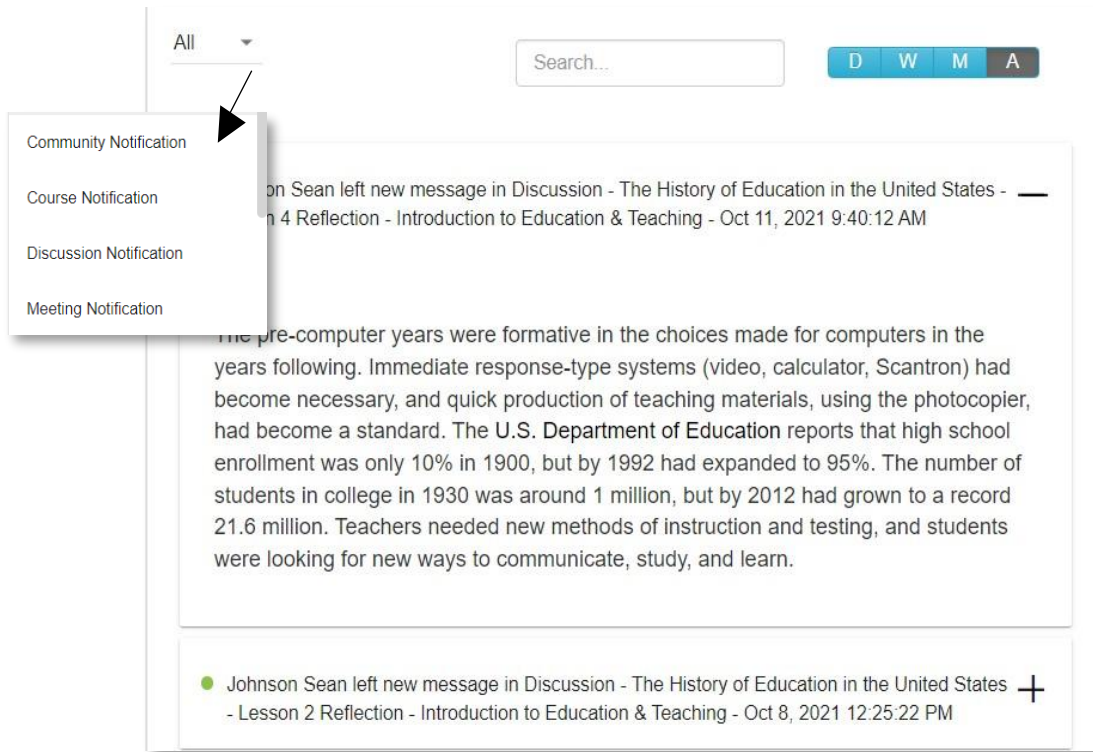 All
Search...
D W M A
Community Notification
Course Notification
Discussion Notification
Meeting Notification
Sean left new message in Discussion - The History of Education in the United States -
4 Reflection - Introduction to Education & Teaching - Oct 11, 2021 9:40:12 AM
The pre-computer years were formative in the choices made for computers in the
years following. Immediate response-type systems (video, calculator, Scantron) had
become necessary, and quick production of teaching materials, using the photocopier,
had become a standard. The U.S. Department of Education reports that high school
enrollment was only 10% in 1900, but by 1992 had expanded to 95%. The number of
students in college in 1930 was around 1 million, but by 2012 had grown to a record
21.6 million. Teachers needed new methods of instruction and testing, and students
were looking for new ways to communicate, study, and learn.
Johnson Sean left new message in Discussion - The History of Education in the United States
- Lesson 2 Reflection - Introduction to Education & Teaching - Oct 8, 2021 12:25:22 PM